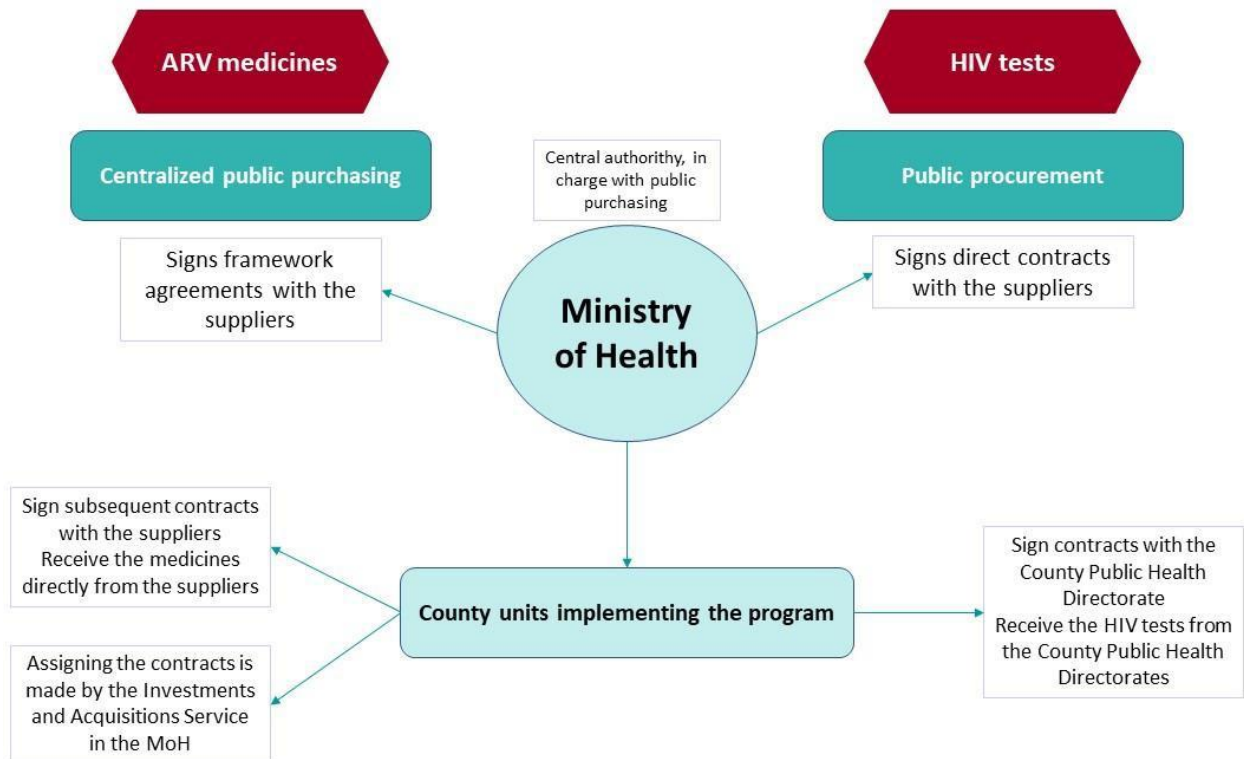 ARV medicines
HIV tests
Centralized public purchasing
Central authorithy, in
charge with public
purchasing
Public procurement
Signs framework
agreements with the
suppliers
Ministry
of Health
Signs direct contracts
with the suppliers
Sign subsequent contracts
with the suppliers
Receive the medicines
directly from the suppliers
County units implementing the program
Sign contracts with the
County Public Health
Directorate
Receive the HIV tests from
the County Public Health
Directorates
Assigning the contracts is
made by the Investments
and Acquisitions Service
in the MoH